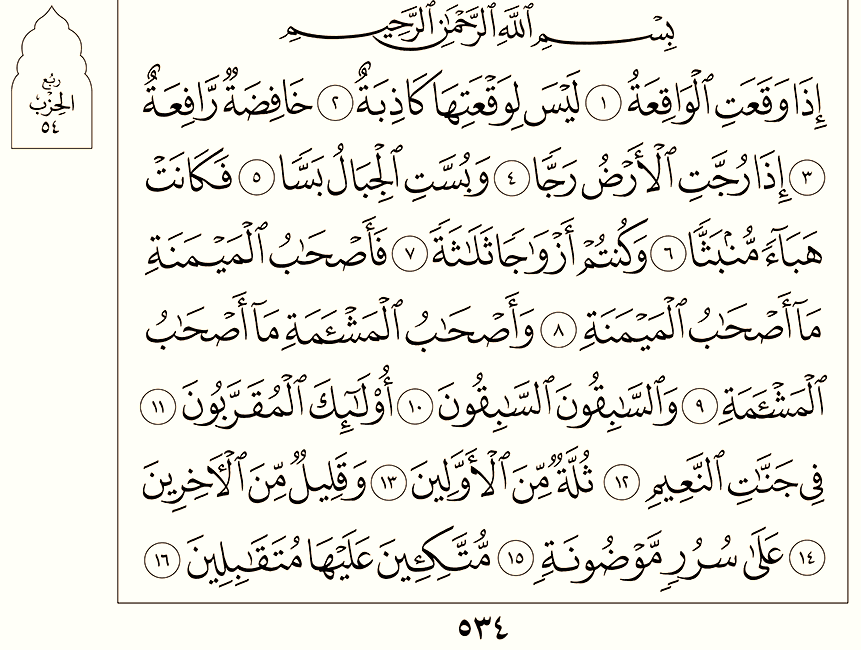 بِسْمِ ٱللَّهِ ٱلرَّحْمَٰنِ ٱلرَّحِيمِ
إِذَا وَقَعَتِ ٱلْوَاقِعَةُ ١ لَيْسَ لِوَقْعَتِهَا كَاذِبَةٌ ٢ خَافِضَةٌ رَّافِعَةٌ
٣ إِذَا رُجَّتِ ٱلْأَرْضُ رَجًّا ٤ وَبُسَّتِ ٱلْجِبَالُ بَسًّا ٥ فَكَانَتْ
هَبَآءً مُّنۢبَثًّا ٦ وَكُنتُمْ أَزْوَٰجًا ثَلَٰثَةً ٧ فَأَصْحَٰبُ ٱلْمَيْمَنَةِ
مَآ أَصْحَٰبُ ٱلْمَيْمَنَةِ ٨ وَأَصْحَٰبُ ٱلْمَشْـَٔمَةِ مَآ أَصْحَٰبُ
ٱلْمَشْـَٔمَةِ ٩ وَٱلسَّٰبِقُونَ ٱلسَّٰبِقُونَ ١٠ أُو۟لَٰٓئِكَ ٱلْمُقَرَّبُونَ ١١
فِى جَنَّٰتِ ٱلنَّعِيمِ ١٢ ثُلَّةٌ مِّنَ ٱلْأَوَّلِينَ ١٣ وَقَلِيلٌ مِّنَ ٱلْـَٔاخِرِينَ
١٤ عَلَىٰ سُرُرٍ مَّوْضُونَةٍ ١٥ مُّتَّكِـِٔينَ عَلَيْهَا مُتَقَٰبِلِينَ ١٦
رُبُع
الحِزْب
٥٤
٥٣٤